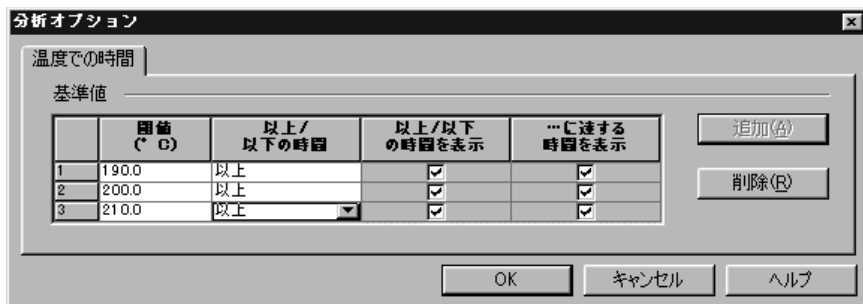 分析オプション
温度での時間
基準値
閾値 (° C) 以上/以下の時間 以上/以下の時間を表示 …に達する時間を表示
1 190.0 以上
2 200.0 以上
3 210.0 以上
追加(A)
削除(R)
OK キャンセル ヘルプ